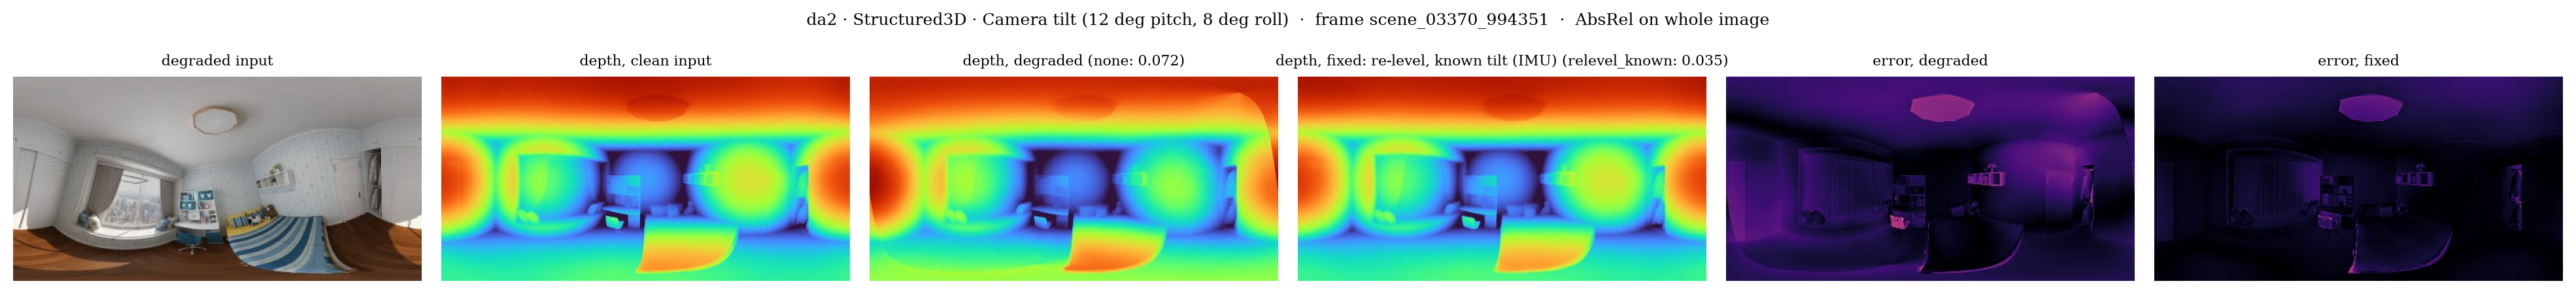 da2 · Structured3D · Camera tilt (12 deg pitch, 8 deg roll) · frame scene_03370_994351 · AbsRel on whole image
degraded input
depth, clean input
depth, degraded (none: 0.072)
depth, fixed: re-level, known tilt (IMU) (relevel_known: 0.035)
error, degraded
error, fixed